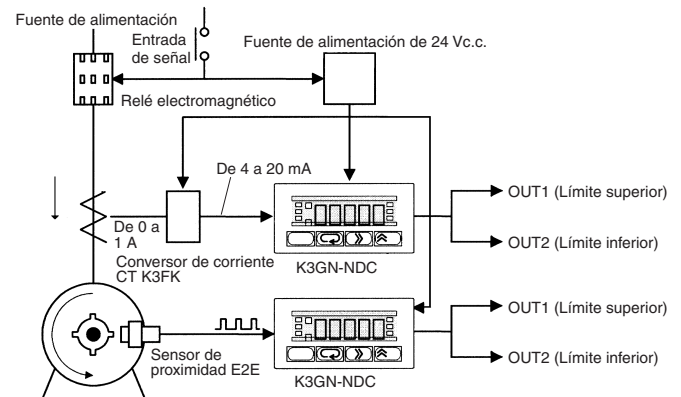 Fuente de alimentación
Entrada
de señal
Fuente de alimentación de 24 Vc.c.
Relé electromagnético
De 4 a 20 mA
De 0 a
1 A
Conversor de corriente
CT K3FK
K3GN-NDC
OUT1 (Límite superior)
OUT2 (Límite inferior)
Sensor de
proximidad E2E
K3GN-NDC
OUT1 (Límite superior)
OUT2 (Límite inferior)